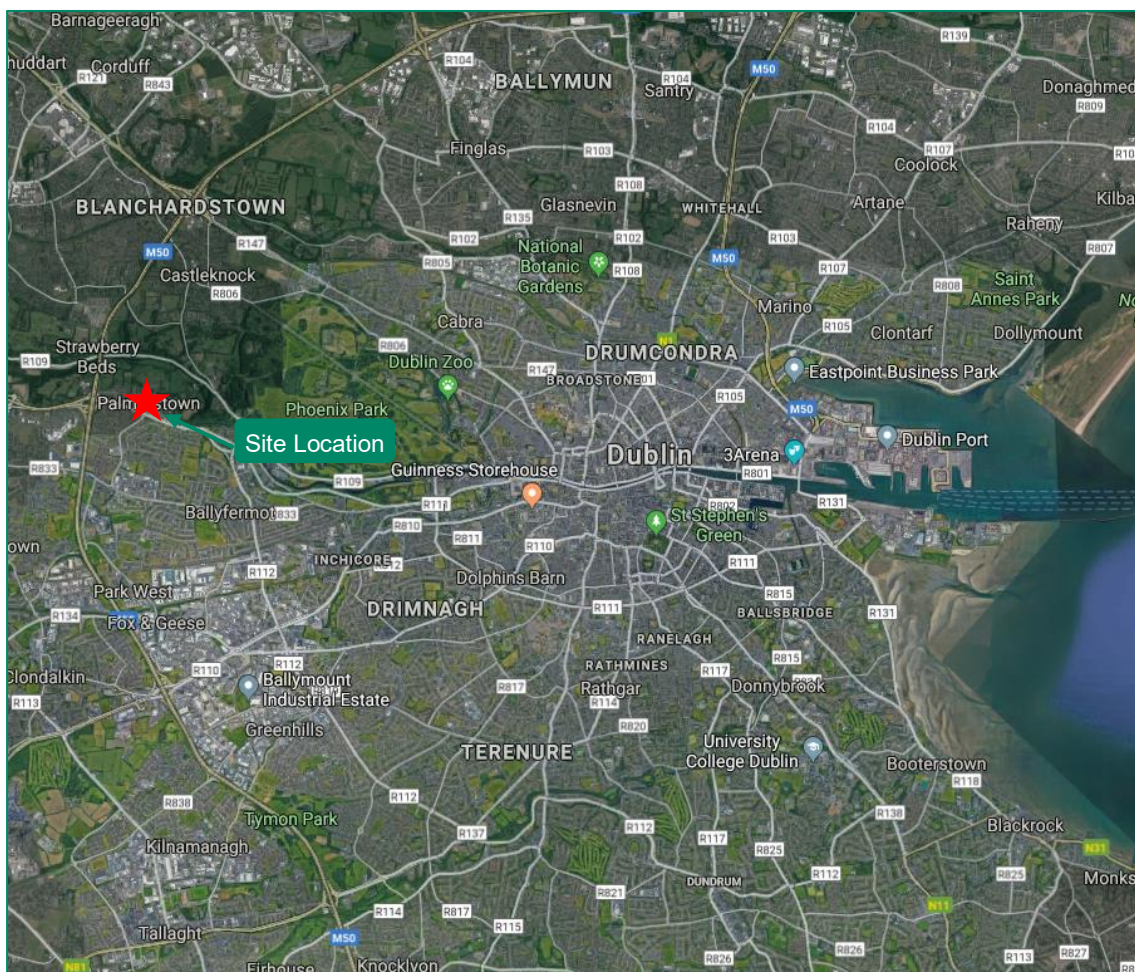 Barnageeragh
R139
R104
huddart
Corduff
R121
R843
M50
BALLYMUN
R104
Santry
Donaghmed
R809
R104
Finglas
R103
R107
Coolock
R108
Glasnevin
WHITEHALL
Artane
Kilba
BLANCHARDSTOWN
R135
Raheny
M50
R147
R102
National
Botanic
Gardens
R102
R103
R807
Castleknock
R805
R108
M50
R107
R806
Marino
R808
Saint
Annes Park
No
Cabra
R105
Clontarf
Dollymount
Strawberry
Beds
R806
N1
R109
Dublin Zoo
R147
DRUMCONDRA
BROADSTONE
Eastpoint Business Park
R105
Phoenix Park
M50
Site Location
Dublin
3Arena
Dublin Port
R833
Guinness Storehouse
R801
R109
R802
R131
Ballyfermot
R833
R810
St Stephen's
Green
R811
R110
own
INCHICORE
R111
R112
Dolphins Barn
Park West
R815
DRIMNAGH
R111
BALLSBRIDGE
R131
R134
Fox & Geese
RANELAGH
R110
R112
RATHMINES
R117
R815
Clondalkin
Ballymount
Industrial Estate
R817
Rathgar
Donnybrook
R113
R114
Greenhills
R820
TERENURE
University
College Dublin
Booterstown
R118
R838
R112
Tymon Park
R137
R112
R138
Blackrock
Kilnamanagh
R117
N31
R825
DUNDRUM
R112
R825
Monks
R821
R114
R817
N11
Tallaght
M50
R115
R826
R826
R113
R827
N81
Firhouse
Knocklyon